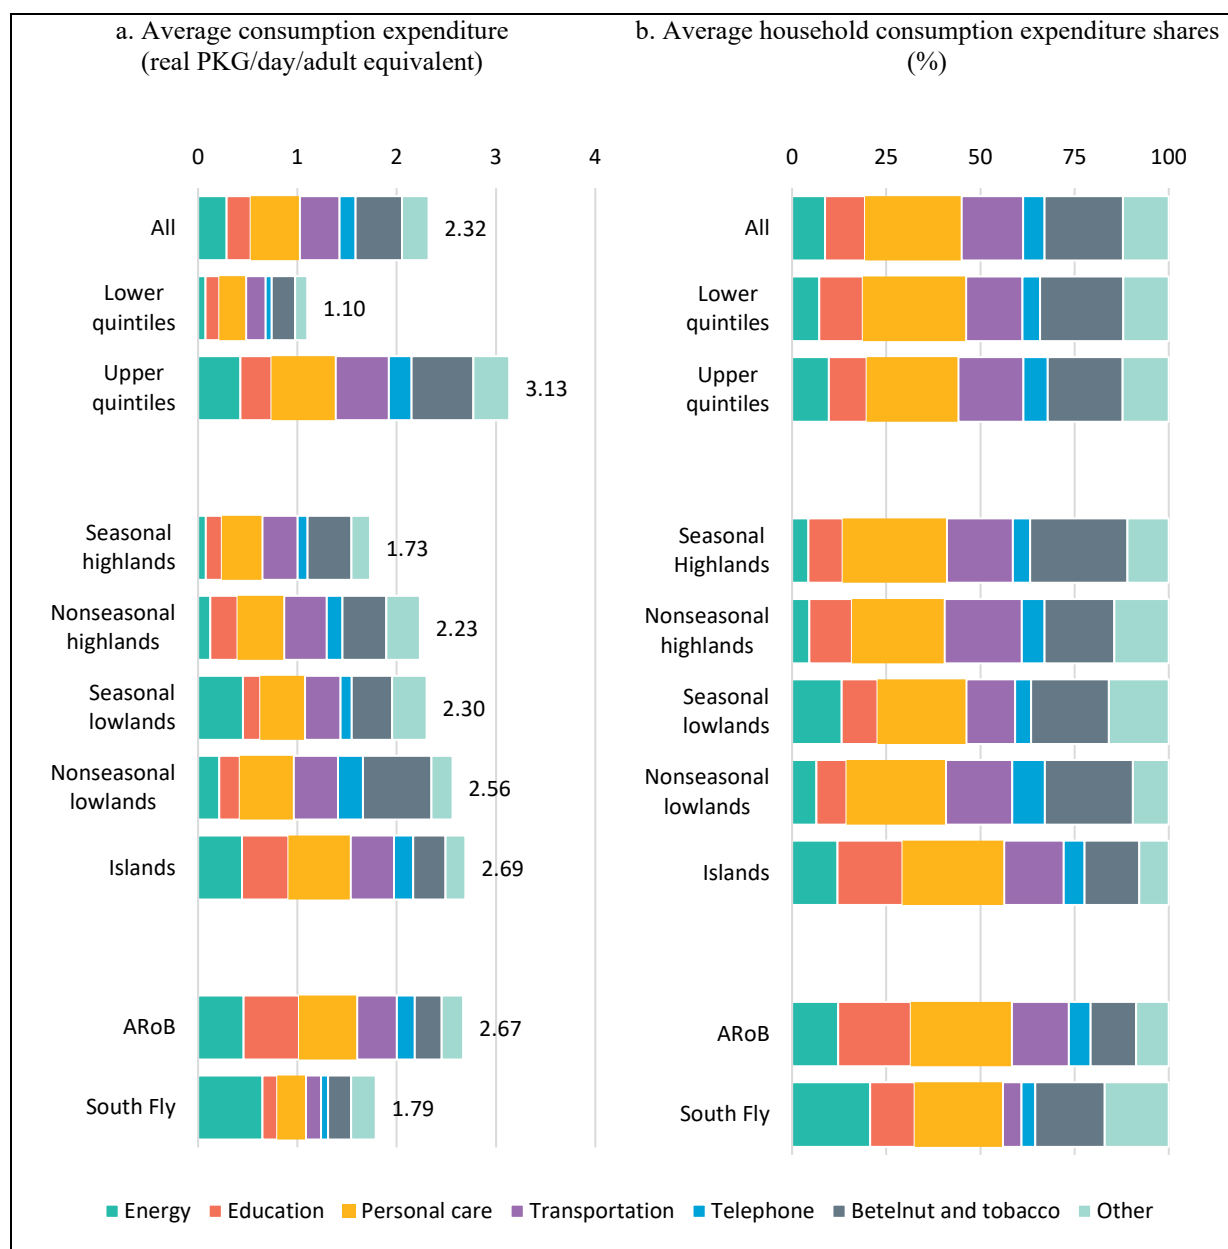 a. Average consumption expenditure
(real PKG/day/adult equivalent)
0 1 2 3 4
All
2.32
Lower
quintiles
1.10
Upper
quintiles
3.13
Seasonal
highlands
1.73
Nonseasonal
highlands
2.23
Seasonal
lowlands
2.30
Nonseasonal
lowlands
2.56
Islands
2.69
ARoB
2.67
South Fly
1.79
b. Average household consumption expenditure shares
(%)
0 25 50 75 100
All
Lower
quintiles
Upper
quintiles
Seasonal
Highlands
Nonseasonal
highlands
Seasonal
lowlands
Nonseasonal
lowlands
Islands
ARoB
South Fly
Energy Education Personal care Transportation Telephone Betelnut and tobacco Other